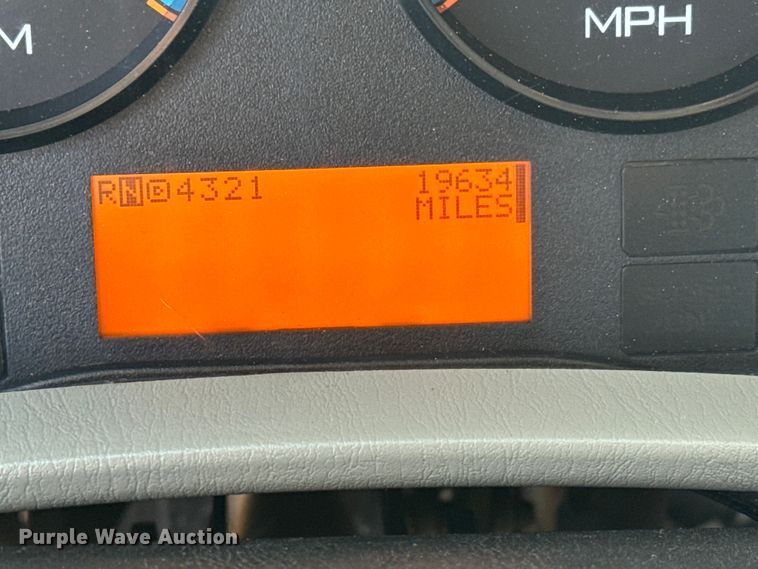 M
MPH
RND4321 19634
MILES
Purple Wave Auction